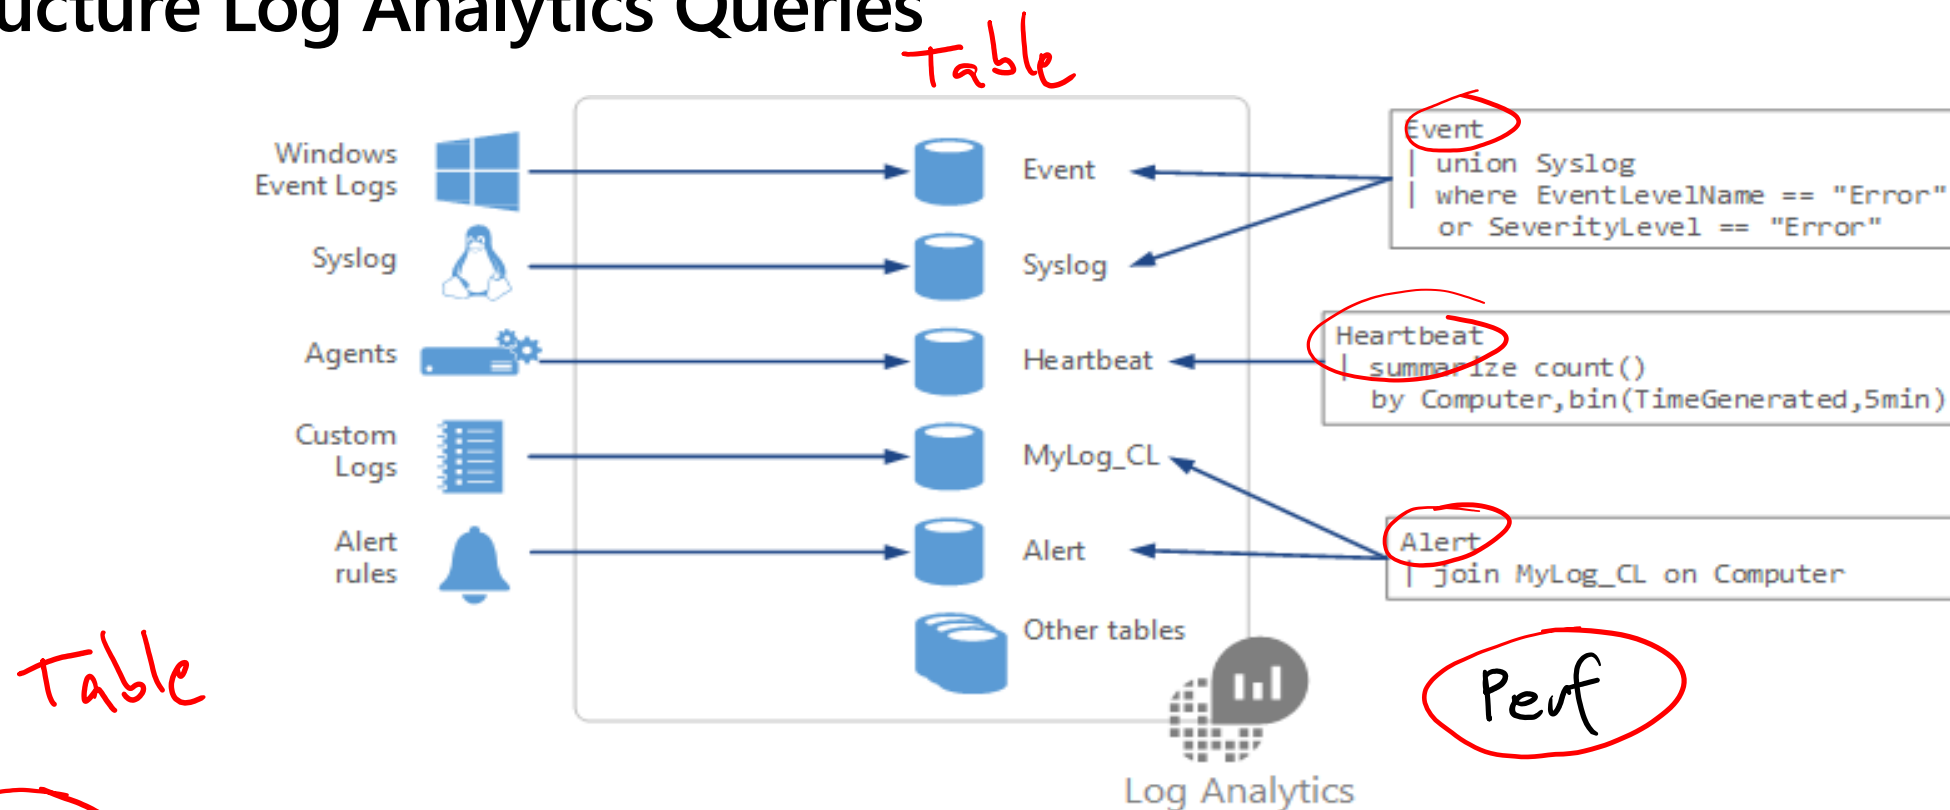 ucture Log Analytics Queries
Table
Windows
Event Logs
Event
Event
| union Syslog
| where EventLevelName == "Error"
or SeverityLevel == "Error"
Syslog
Syslog
Agents
Heartbeat
Heartbeat
| summarize count()
by Computer,bin(TimeGenerated,5min)
Custom
Logs
MyLog_CL
Alert
rules
Alert
Alert
| join MyLog_CL on Computer
Other tables
Table
Perf
Log Analytics